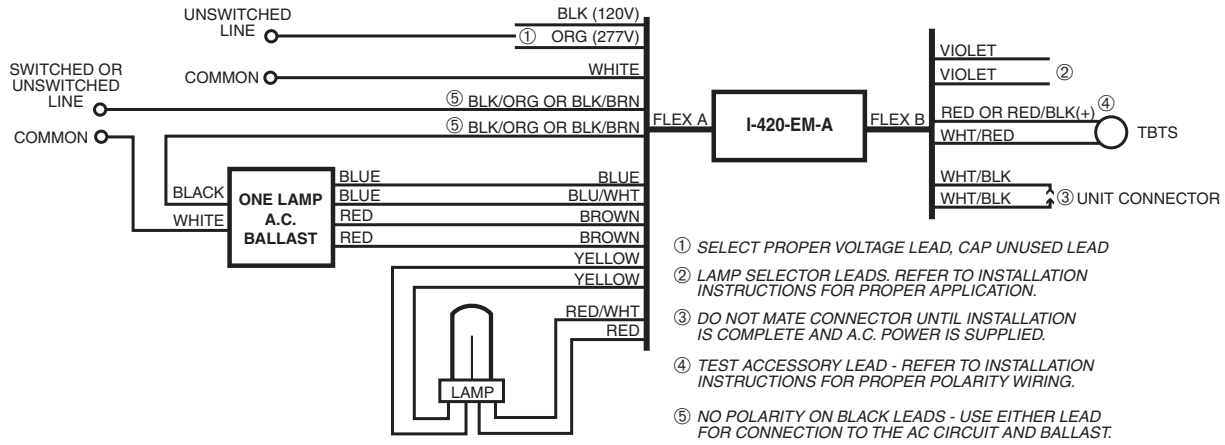 UNSWITCHED
LINE
BLK (120V)
① ORG (277V)
COMMON
WHITE
SWITCHED OR
UNSWITCHED
LINE
⑤ BLK/ORG OR BLK/BRN
COMMON
⑤ BLK/ORG OR BLK/BRN
FLEX A
I-420-EM-A
FLEX B
VIOLET
VIOLET
②
RED OR RED/BLK(+)
④
WHT/RED
TBTS
WHT/BLK
WHT/BLK
③ UNIT CONNECTOR
BLACK
WHITE
ONE LAMP
A.C.
BALLAST
BLUE
BLUE
BLUE
BLU/WHT
RED
BROWN
RED
BROWN
YELLOW
YELLOW
RED/WHT
RED
LAMP
① SELECT PROPER VOLTAGE LEAD, CAP UNUSED LEAD
② LAMP SELECTOR LEADS. REFER TO INSTALLATION
INSTRUCTIONS FOR PROPER APPLICATION.
③ DO NOT MATE CONNECTOR UNTIL INSTALLATION
IS COMPLETE AND A.C. POWER IS SUPPLIED.
④ TEST ACCESSORY LEAD - REFER TO INSTALLATION
INSTRUCTIONS FOR PROPER POLARITY WIRING.
⑤ NO POLARITY ON BLACK LEADS - USE EITHER LEAD
FOR CONNECTION TO THE AC CIRCUIT AND BALLAST.